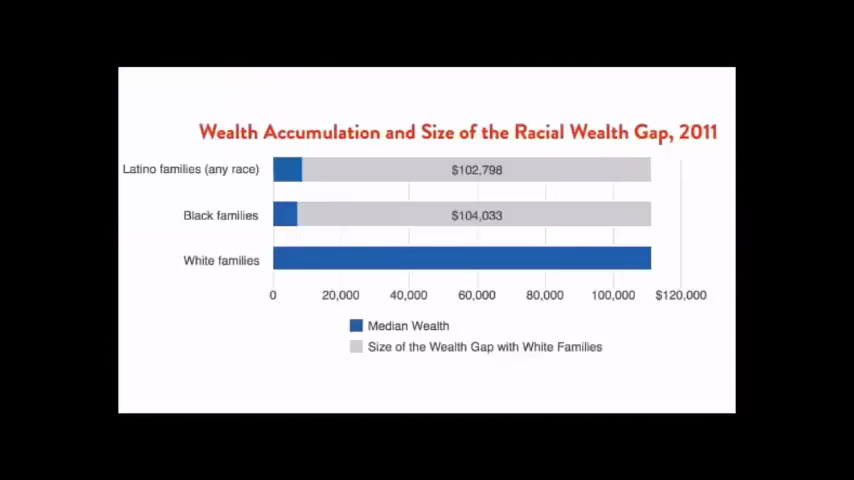 Wealth Accumulation and Size of the Racial Wealth Gap, 2011
Latino families (any race) $102,798
Black families $104,033
White families
0 20,000 40,000 60,000 80,000 100,000 $120,000
Median Wealth
Size of the Wealth Gap with White Families